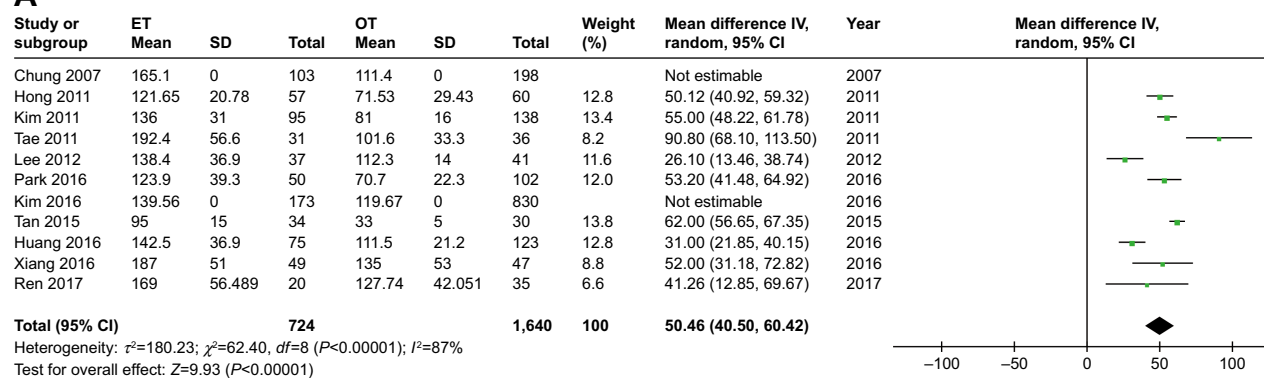 A
Study or ET OT Weight Mean difference IV, Year Mean difference IV,
subgroup Mean SD Total Mean SD Total (%) random, 95% CI random, 95% CI
Chung 2007 165.1 0 103 111.4 0 198 Not estimable 2007
Hong 2011 121.65 20.78 57 71.53 29.43 60 12.8 50.12 (40.92, 59.32) 2011
Kim 2011 136 31 95 81 16 138 13.4 55.00 (48.22, 61.78) 2011
Tae 2011 192.4 56.6 31 101.6 33.3 36 8.2 90.80 (68.10, 113.50) 2011
Lee 2012 138.4 36.9 37 112.3 14 41 11.6 26.10 (13.46, 38.74) 2012
Park 2016 123.9 39.3 50 70.7 22.3 102 12.0 53.20 (41.48, 64.92) 2016
Kim 2016 139.56 0 173 119.67 0 830 Not estimable 2016
Tan 2015 95 15 34 33 5 30 13.8 62.00 (56.65, 67.35) 2015
Huang 2016 142.5 36.9 75 111.5 21.2 123 12.8 31.00 (21.85, 40.15) 2016
Xiang 2016 187 51 49 135 53 47 8.8 52.00 (31.18, 72.82) 2016
Ren 2017 169 56.489 20 127.74 42.051 35 6.6 41.26 (12.85, 69.67) 2017
Total (95% CI) 724 1,640 100 50.46 (40.50, 60.42)
Heterogeneity: τ²=180.23; χ²=62.40, df=8 (P<0.00001); I²=87%
Test for overall effect: Z=9.93 (P<0.00001)
−100 −50 0 50 100